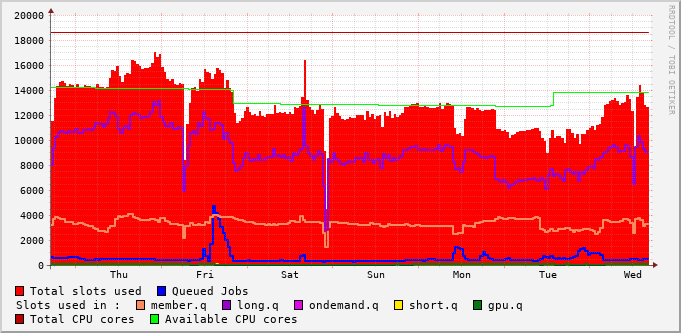 20000
18000
16000
14000
12000
10000
8000
6000
4000
2000
0
Thu Fri Sat Sun Mon Tue Wed
RRDTOOL / TOBI OETIKER
Total slots used Queued Jobs
Slots used in : member.q long.q ondemand.q short.q gpu.q
Total CPU cores Available CPU cores